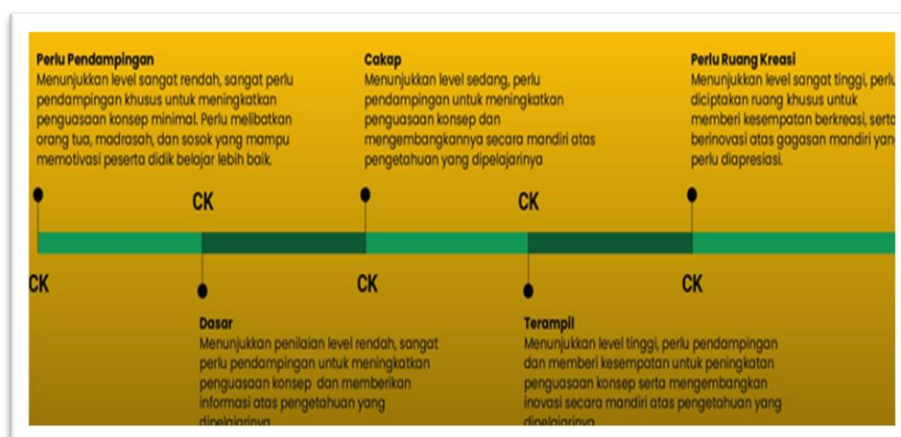 Perlu Pendampingan
Menunjukkan level sangat rendah, sangat perlu
pendampingan khusus untuk meningkatkan
penguasaan konsep minimal. Perlu melibatkan
orang tua, madrasah, dan sosok yang mampu
memotivasi peserta didik belajar lebih baik.
Cakap
Menunjukkan level sedang, perlu
pendampingan untuk meningkatkan
penguasaan konsep dan
mengembangkannya secara mandiri atas
pengetahuan yang dipelajarinya
Perlu Ruang Kreasi
Menunjukkan level sangat tinggi, perlu
diciptakan ruang khusus untuk
memberi kesempatan berkreasi, serta
berinovasi atas gagasan mandiri yan
perlu diapresiasi.
CK
CK
CK
CK
CK
Dasar
Menunjukkan penilaian level rendah, sangat
perlu pendampingan untuk meningkatkan
penguasaan konsep dan memberikan
informasi atas pengetahuan yang
dipelajarinya
Terampil
Menunjukkan level tinggi, perlu pendampingan
dan memberi kesempatan untuk peningkatan
penguasaan konsep serta mengembangkan
inovasi secara mandiri atas pengetahuan yang
dipelajarinya